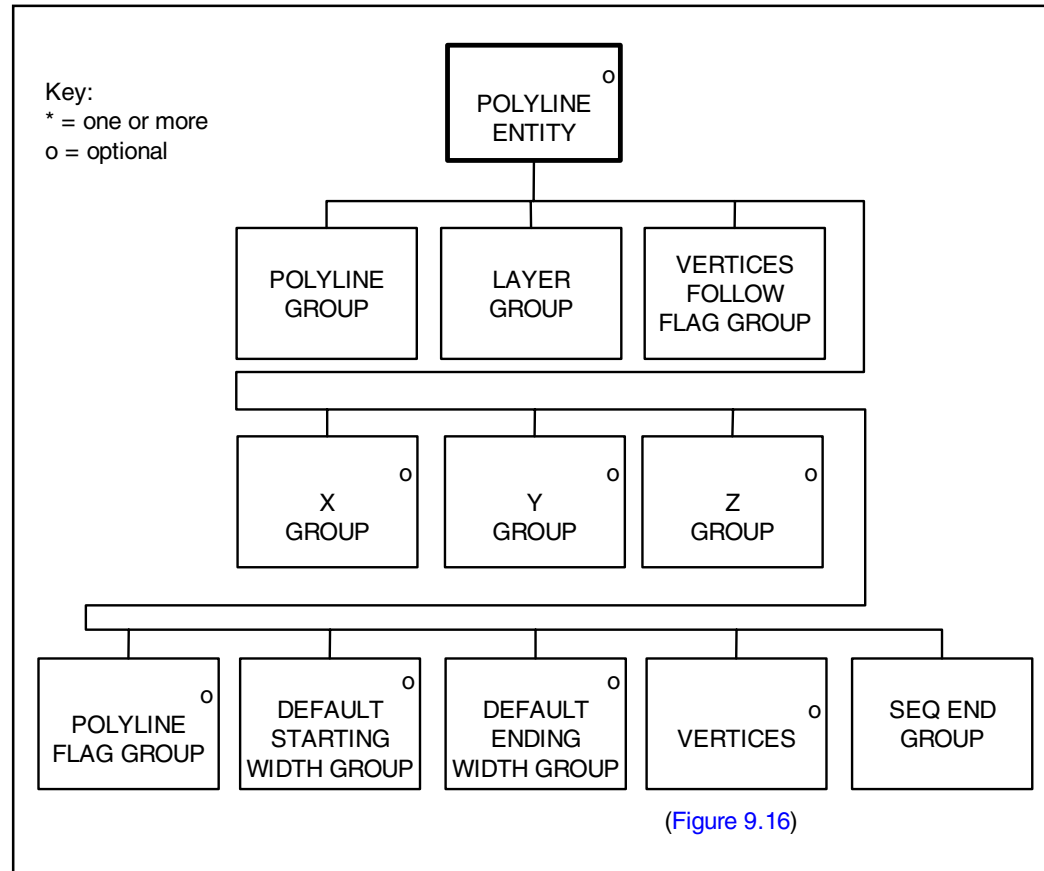 Key:
* = one or more
o = optional
o
POLYLINE
ENTITY
POLYLINE
GROUP
LAYER
GROUP
VERTICES
FOLLOW
FLAG GROUP
o
X
GROUP
o
Y
GROUP
o
Z
GROUP
o
POLYLINE
FLAG GROUP
o
DEFAULT
STARTING
WIDTH GROUP
o
DEFAULT
ENDING
WIDTH GROUP
o
VERTICES
SEQ END
GROUP
(Figure 9.16)